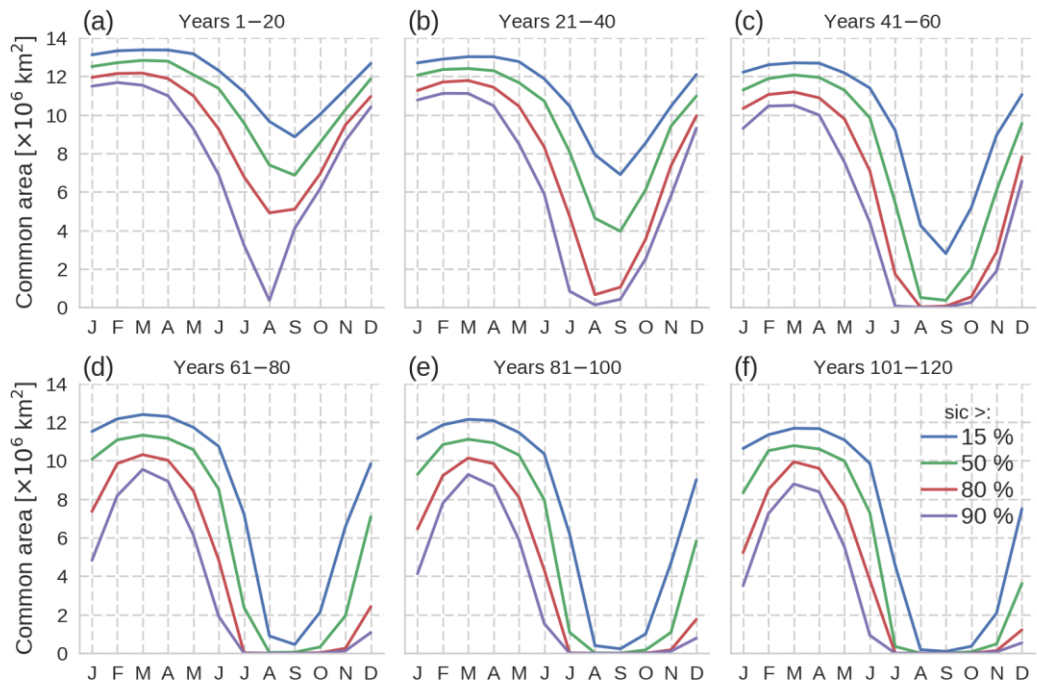 (a) Years 1−20
(b) Years 21−40
(c) Years 41−60
Common area [×10⁶ km²]
14
12
10
8
6
4
2
0
J F M A M J J A S O N D
J F M A M J J A S O N D
J F M A M J J A S O N D
(d) Years 61−80
(e) Years 81−100
(f) Years 101−120
Common area [×10⁶ km²]
14
12
10
8
6
4
2
0
sic >:
15 %
50 %
80 %
90 %
J F M A M J J A S O N D
J F M A M J J A S O N D
J F M A M J J A S O N D